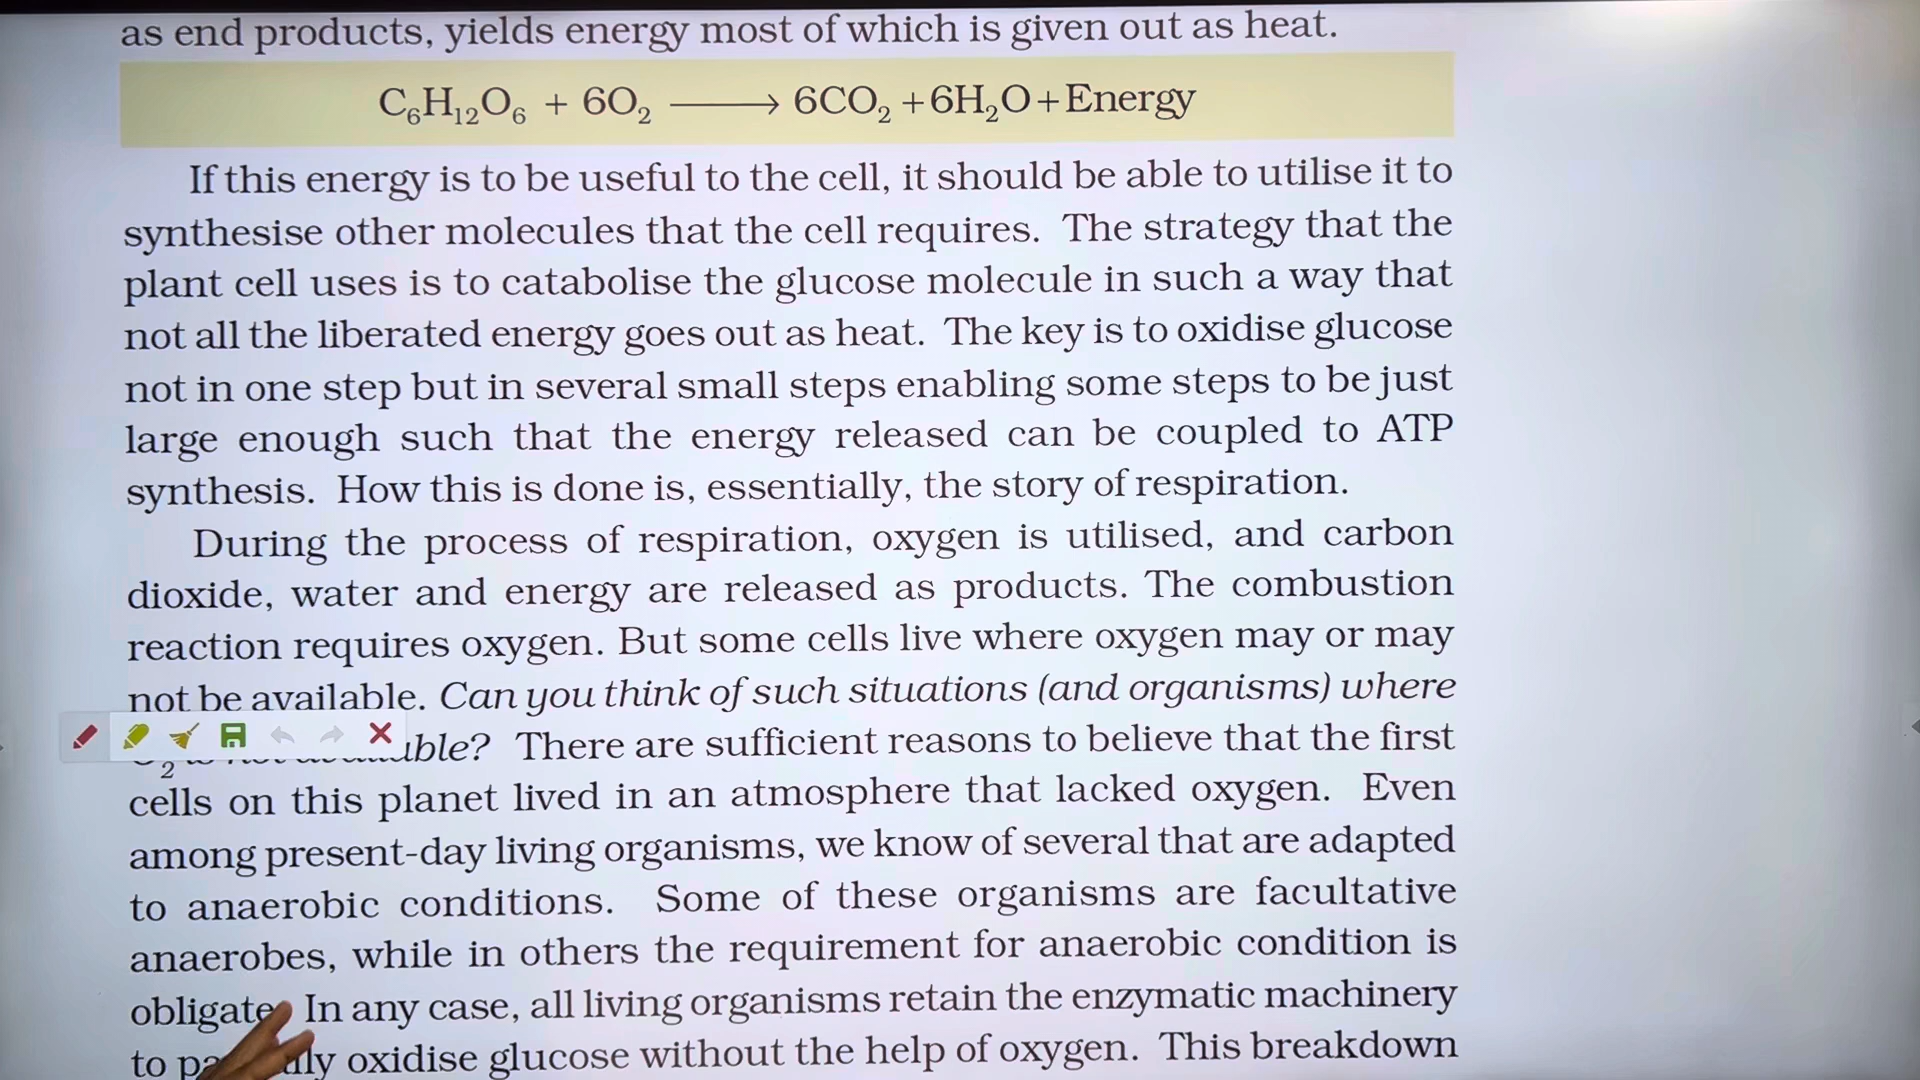 as end products, yields energy most of which is given out as heat.
C₆H₁₂O₆ + 6O₂ ⟶ 6CO₂ + 6H₂O + Energy
If this energy is to be useful to the cell, it should be able to utilise it to
synthesise other molecules that the cell requires. The strategy that the
plant cell uses is to catabolise the glucose molecule in such a way that
not all the liberated energy goes out as heat. The key is to oxidise glucose
not in one step but in several small steps enabling some steps to be just
large enough such that the energy released can be coupled to ATP
synthesis. How this is done is, essentially, the story of respiration.
During the process of respiration, oxygen is utilised, and carbon
dioxide, water and energy are released as products. The combustion
reaction requires oxygen. But some cells live where oxygen may or may
not be available. Can you think of such situations (and organisms) where
There are sufficient reasons to believe that the first
cells on this planet lived in an atmosphere that lacked oxygen. Even
among present-day living organisms, we know of several that are adapted
to anaerobic conditions. Some of these organisms are facultative
anaerobes, while in others the requirement for anaerobic condition is
obligate. In any case, all living organisms retain the enzymatic machinery
to oxidise glucose without the help of oxygen. This breakdown